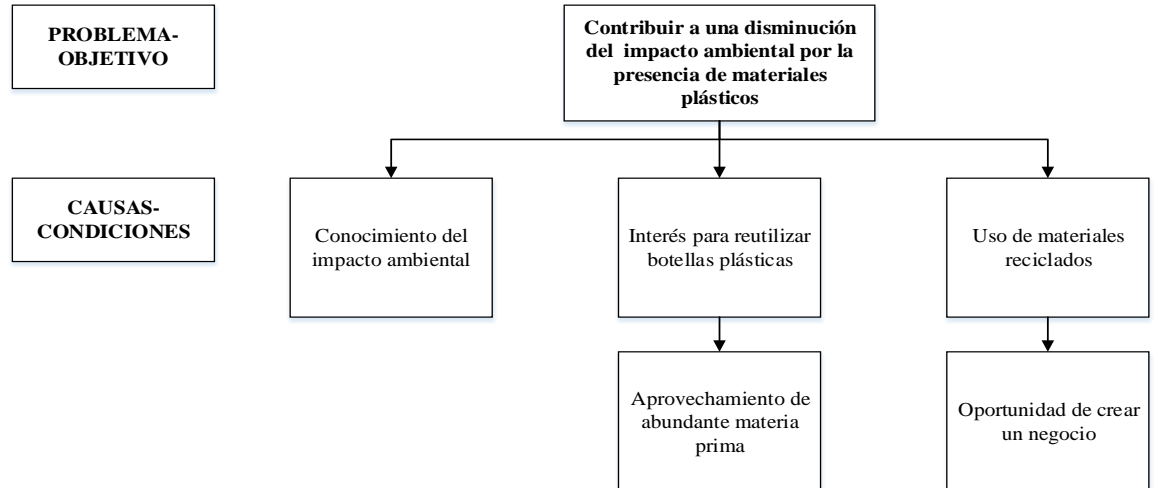 PROBLEMA-
OBJETIVO
Contribuir a una disminución
del impacto ambiental por la
presencia de materiales
plásticos
CAUSAS-
CONDICIONES
Conocimiento del
impacto ambiental
Interés para reutilizar
botellas plásticas
Uso de materiales
reciclados
Aprovechamiento de
abundante materia
prima
Oportunidad de crear
un negocio